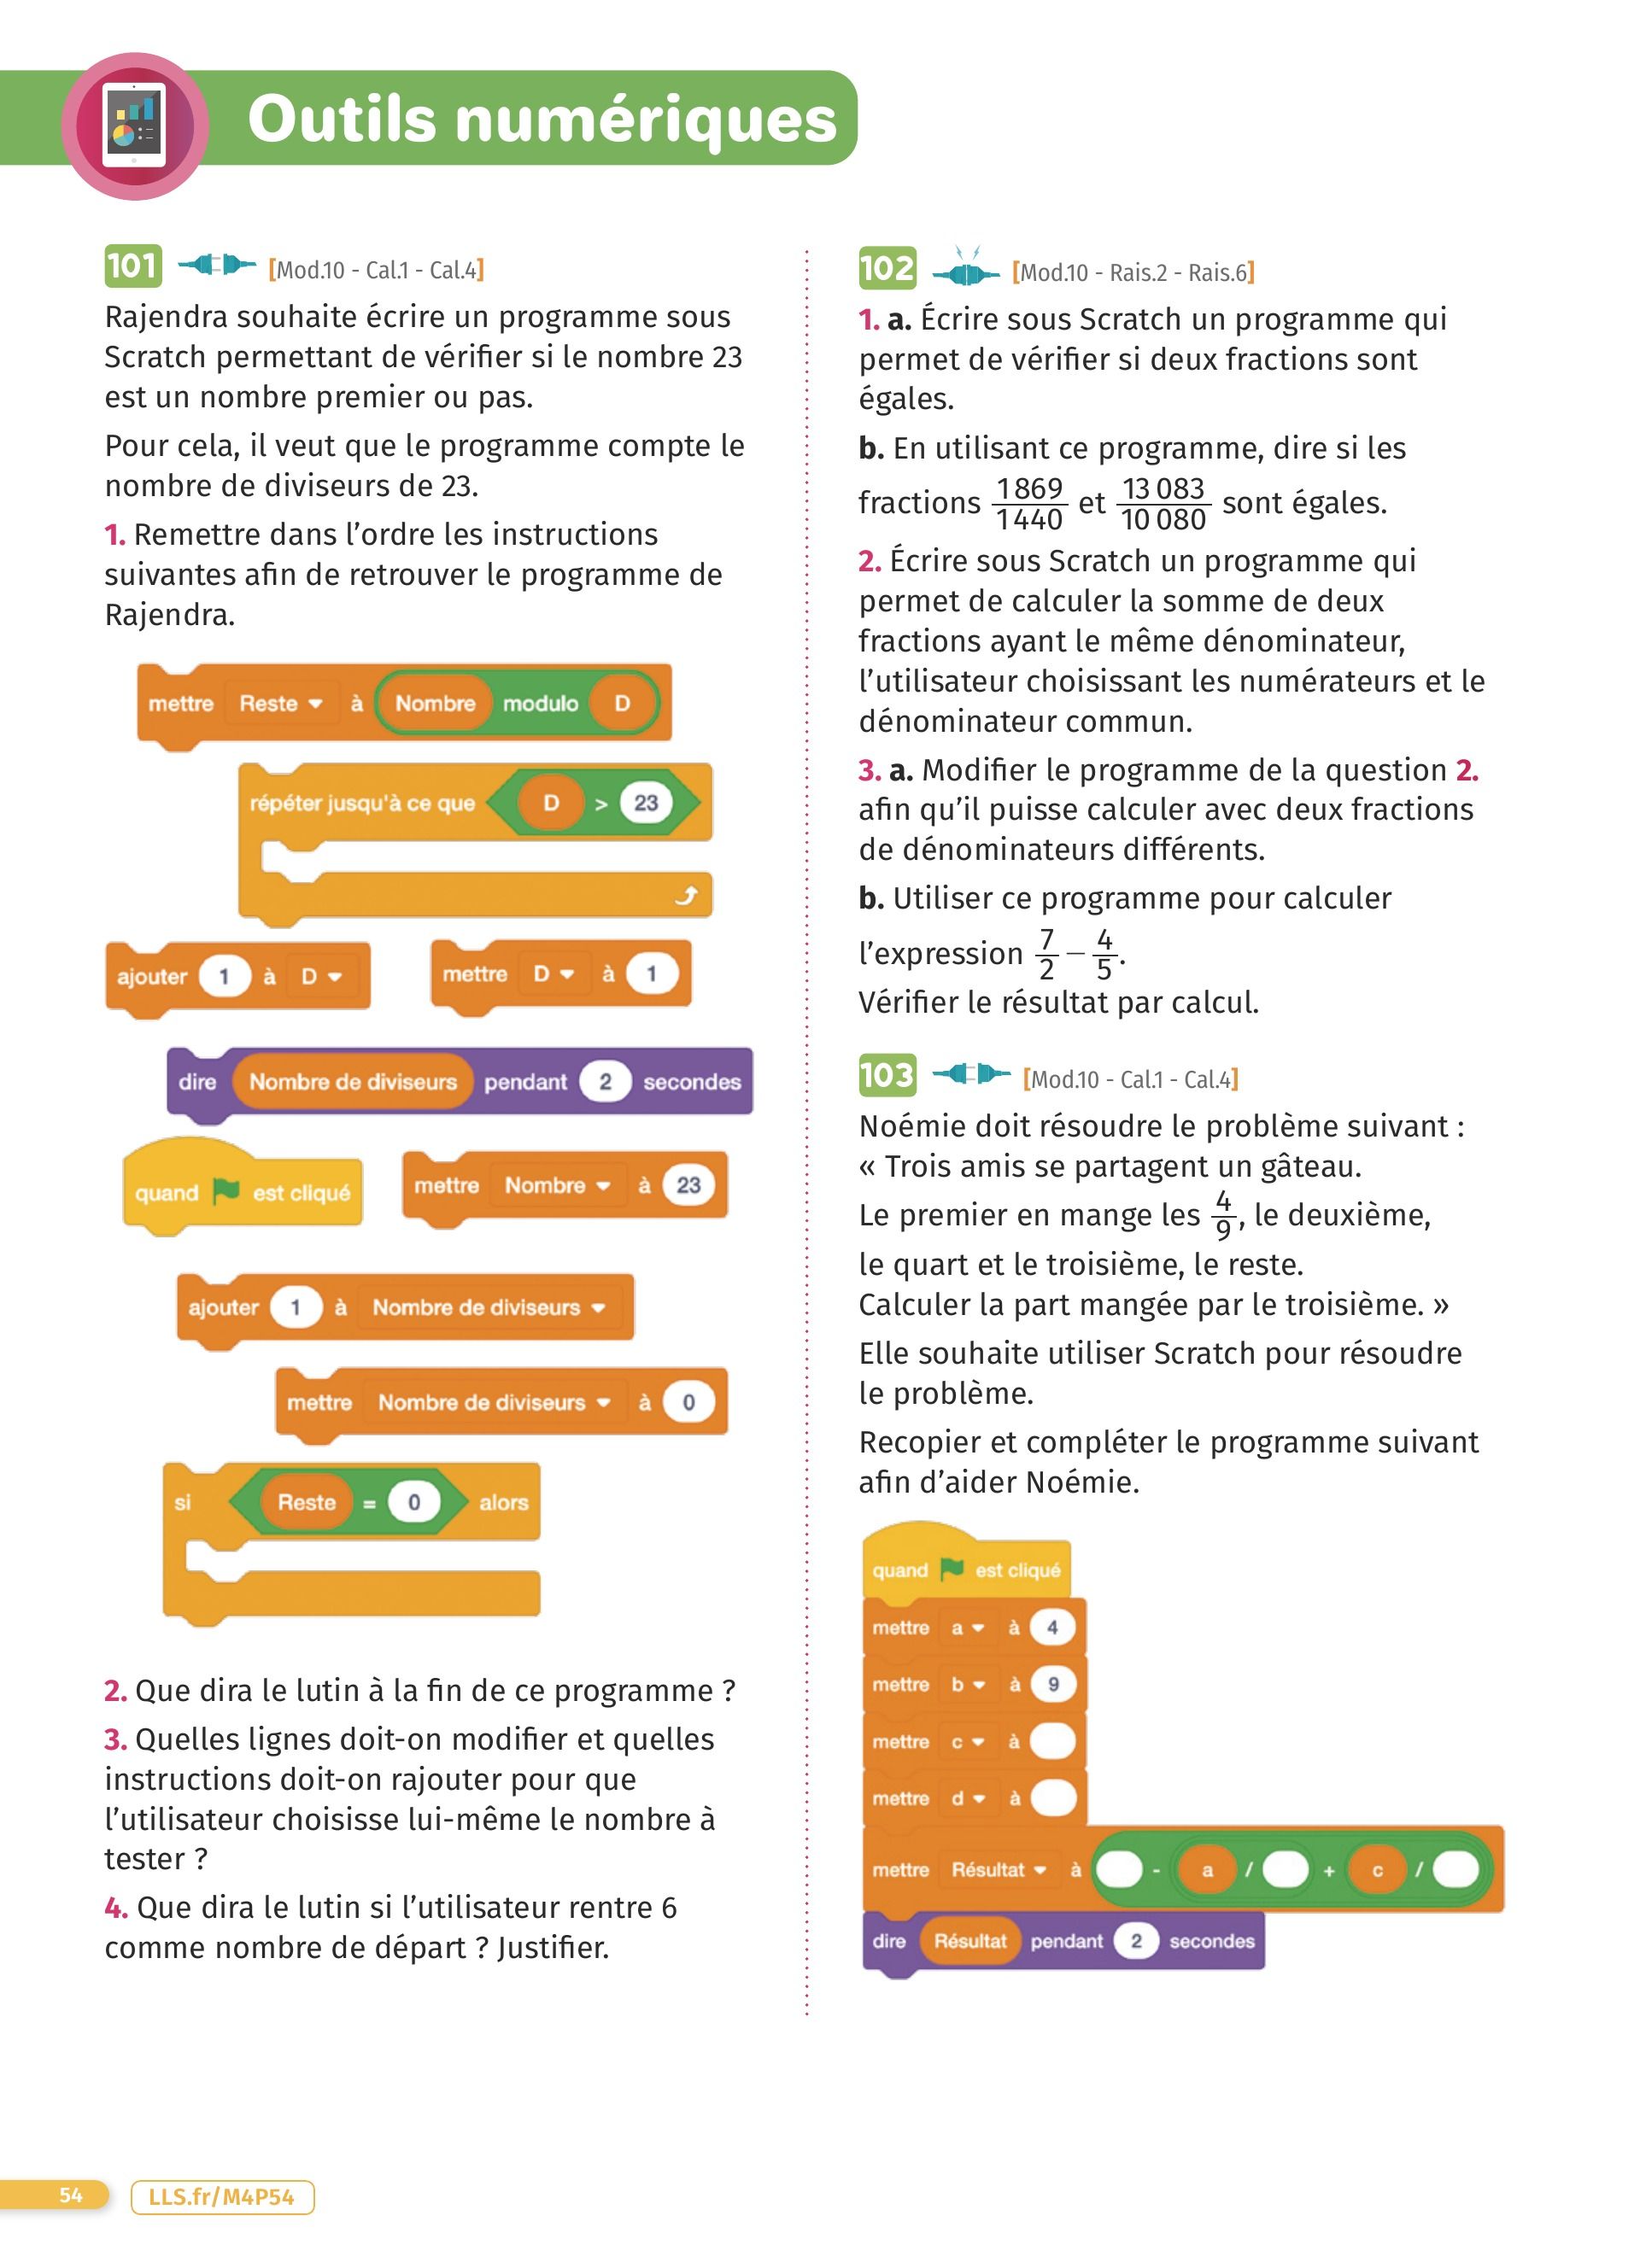 Outils numériques
101 [Mod.10 - Cal.1 - Cal.4]
Rajendra souhaite écrire un programme sous
Scratch permettant de vérifier si le nombre 23
est un nombre premier ou pas.
Pour cela, il veut que le programme compte le
nombre de diviseurs de 23.
1. Remettre dans l’ordre les instructions
suivantes afin de retrouver le programme de
Rajendra.
mettre Reste à Nombre modulo D
répéter jusqu'à ce que D > 23
ajouter 1 à D
mettre D à 1
dire Nombre de diviseurs pendant 2 secondes
quand est cliqué
mettre Nombre à 23
ajouter 1 à Nombre de diviseurs
mettre Nombre de diviseurs à 0
si Reste = 0 alors
2. Que dira le lutin à la fin de ce programme ?
3. Quelles lignes doit-on modifier et quelles
instructions doit-on rajouter pour que
l’utilisateur choisisse lui-même le nombre à
tester ?
4. Que dira le lutin si l’utilisateur rentre 6
comme nombre de départ ? Justifier.
102 [Mod.10 - Rais.2 - Rais.6]
1. a. Écrire sous Scratch un programme qui
permet de vérifier si deux fractions sont
égales.
b. En utilisant ce programme, dire si les
fractions 1 869/1 440 et 13 083/10 080 sont égales.
2. Écrire sous Scratch un programme qui
permet de calculer la somme de deux
fractions ayant le même dénominateur,
l’utilisateur choisissant les numérateurs et le
dénominateur commun.
3. a. Modifier le programme de la question 2.
afin qu’il puisse calculer avec deux fractions
de dénominateurs différents.
b. Utiliser ce programme pour calculer
l’expression 7/2 − 4/5.
Vérifier le résultat par calcul.
103 [Mod.10 - Cal.1 - Cal.4]
Noémie doit résoudre le problème suivant :
« Trois amis se partagent un gâteau.
Le premier en mange les 4/9, le deuxième,
le quart et le troisième, le reste.
Calculer la part mangée par le troisième. »
Elle souhaite utiliser Scratch pour résoudre
le problème.
Recopier et compléter le programme suivant
afin d’aider Noémie.
quand est cliqué
mettre a à 4
mettre b à 9
mettre c à
mettre d à
mettre Résultat à - a / + c /
dire Résultat pendant 2 secondes
54 LLS.fr/M4P54